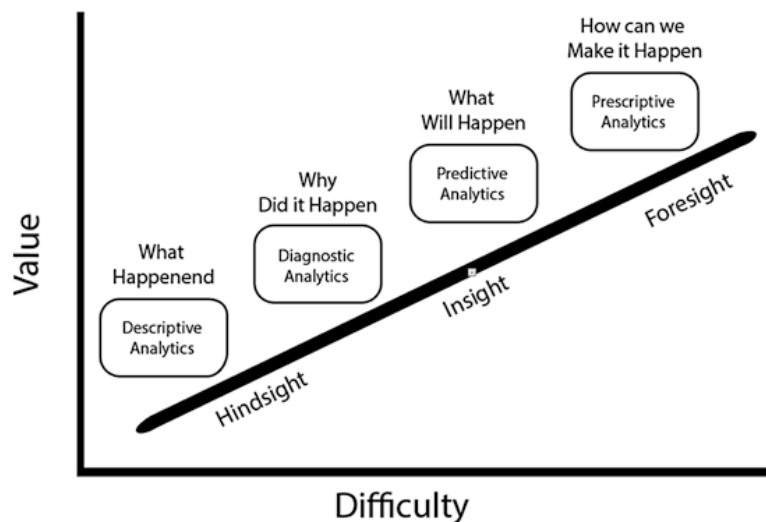 How can we
Make it Happen
Prescriptive
Analytics
What
Will Happen
Predictive
Analytics
Why
Did it Happen
Diagnostic
Analytics
What
Happenend
Descriptive
Analytics
Hindsight
Insight
Foresight
Value
Difficulty